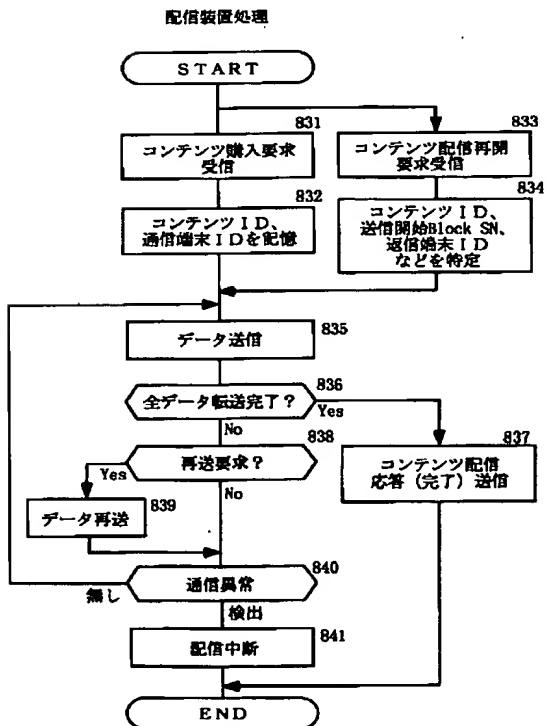 配信装置処理
START
831
コンテンツ購入要求
受信
833
コンテンツ配信再開
要求受信
832
コンテンツID、
通信端末IDを記憶
834
コンテンツID、
送信開始Block SN、
返信端末ID
などを特定
835
データ送信
836
全データ転送完了？
Yes
No
837
コンテンツ配信
応答（完了）送信
838
再送要求？
Yes
No
839
データ再送
840
通信異常
無し
検出
841
配信中断
END